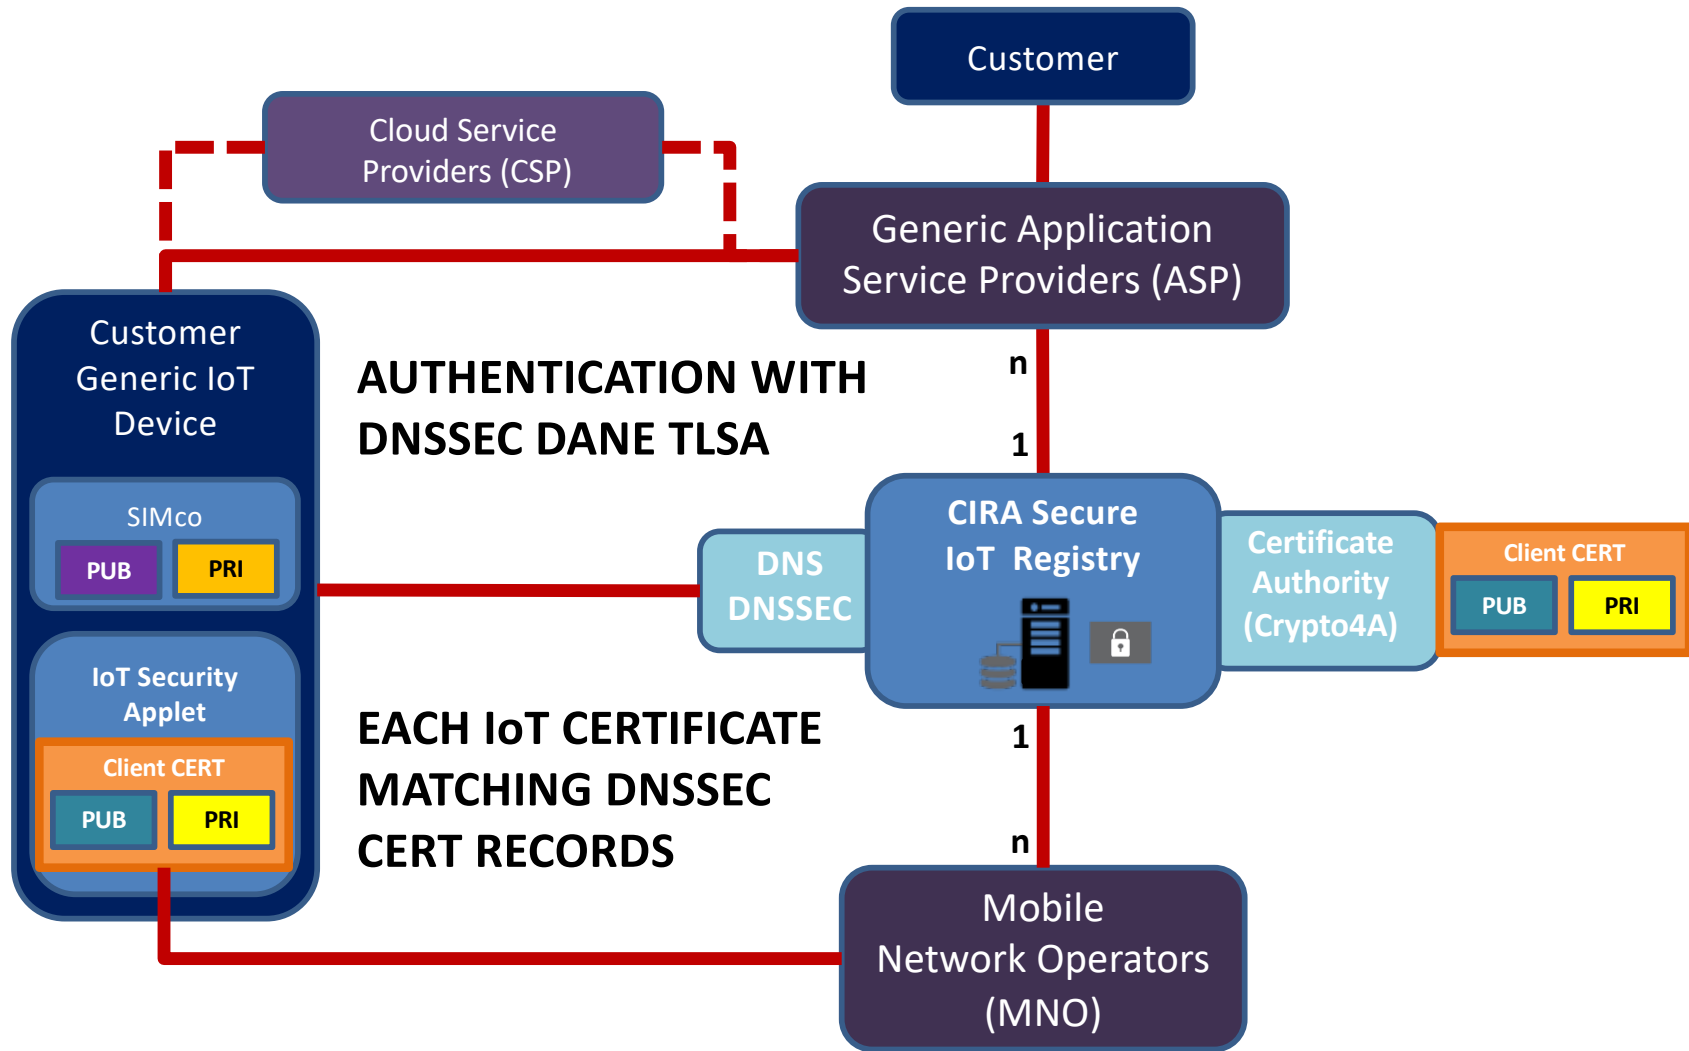 Customer
Cloud Service
Providers (CSP)
Generic Application
Service Providers (ASP)
Customer
Generic IoT
Device
AUTHENTICATION WITH
DNSSEC DANE TLSA
n
1
SIMco
PUB
PRI
DNS
DNSSEC
CIRA Secure
IoT Registry
Certificate
Authority
(Crypto4A)
Client CERT
PUB
PRI
IoT Security
Applet
Client CERT
PUB
PRI
EACH IoT CERTIFICATE
MATCHING DNSSEC
CERT RECORDS
1
n
Mobile
Network Operators
(MNO)